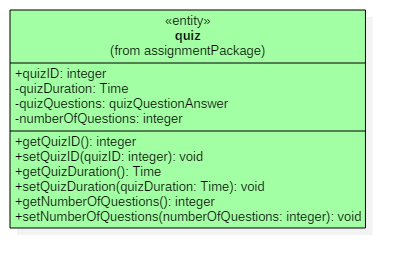 «entity»
quiz
(from assignmentPackage)
+quizID: integer
-quizDuration: Time
-quizQuestions: quizQuestionAnswer
-numberOfQuestions: integer
+getQuizID(): integer
+setQuizID(quizID: integer): void
+getQuizDuration(): Time
+setQuizDuration(quizDuration: Time): void
+getNumberOfQuestions(): integer
+setNumberOfQuestions(numberOfQuestions: integer): void